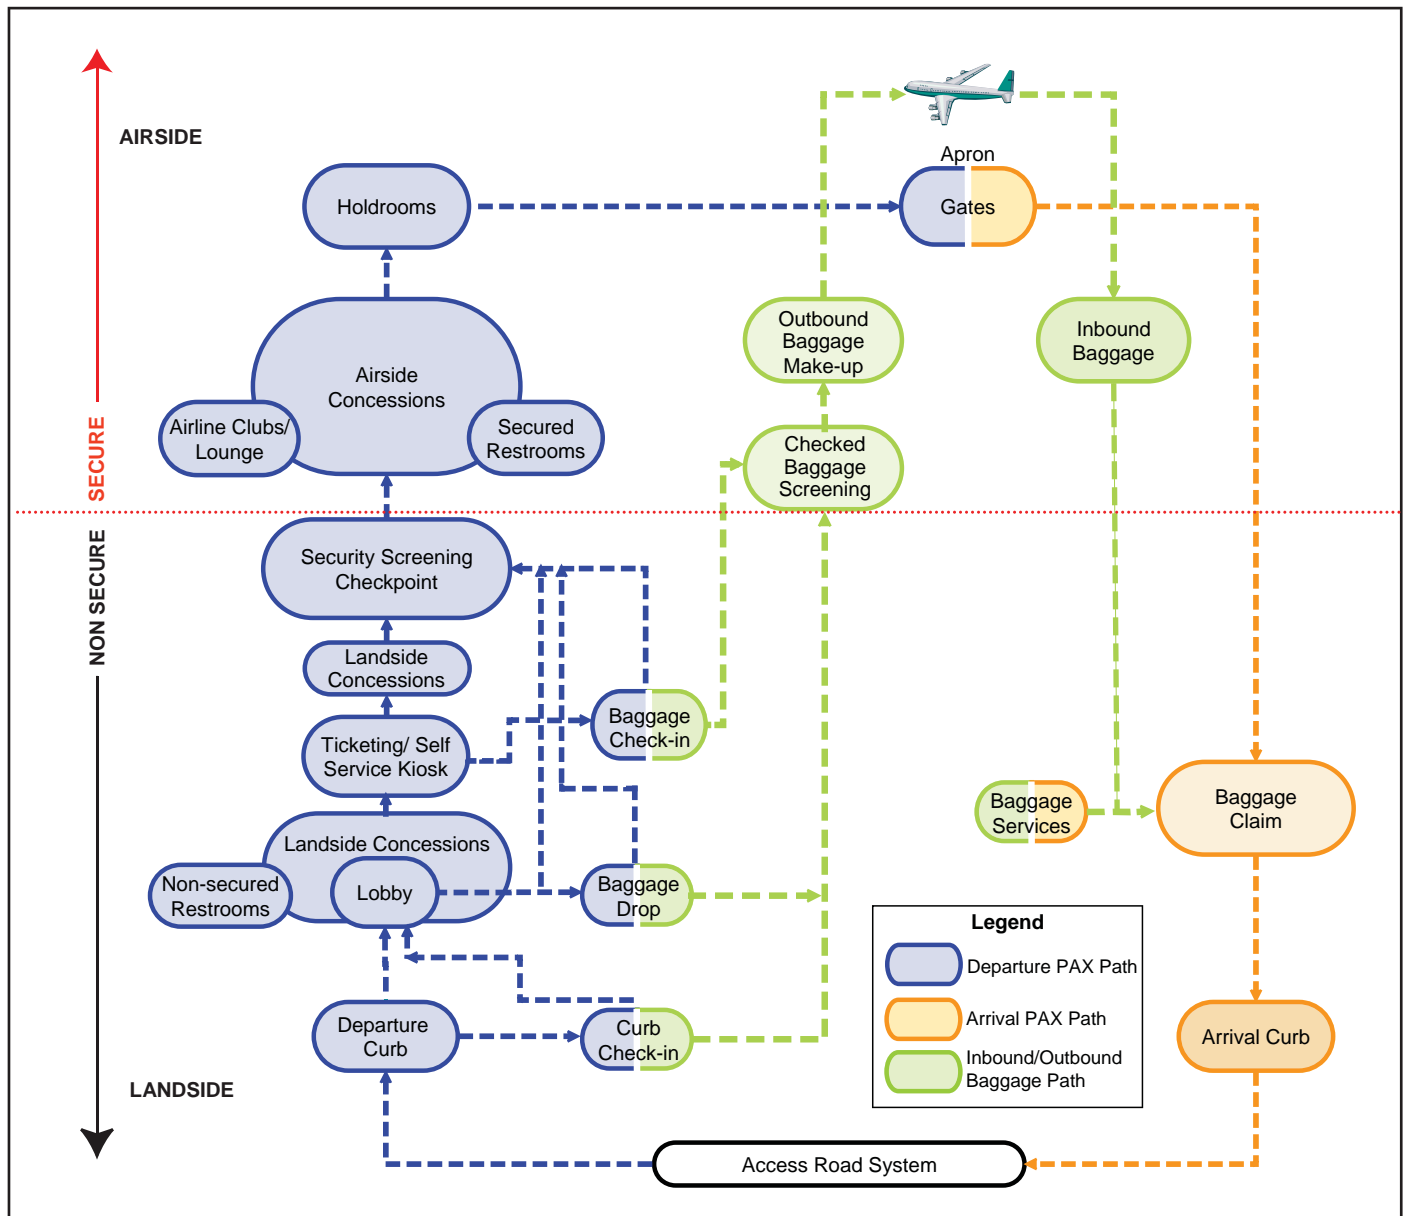 AIRSIDE
Apron
Holdrooms
Gates
Outbound
Baggage
Make-up
Inbound
Baggage
Airside
Concessions
Airline Clubs/
Lounge
Secured
Restrooms
Checked
Baggage
Screening
SECURE
NON SECURE
Security Screening
Checkpoint
Landside
Concessions
Ticketing/ Self
Service Kiosk
Baggage
Check-in
Baggage
Services
Baggage
Claim
Landside Concessions
Non-secured
Restrooms
Lobby
Baggage
Drop
Legend
Departure PAX Path
Arrival PAX Path
Inbound/Outbound
Baggage Path
Departure
Curb
Curb
Check-in
Arrival Curb
LANDSIDE
Access Road System